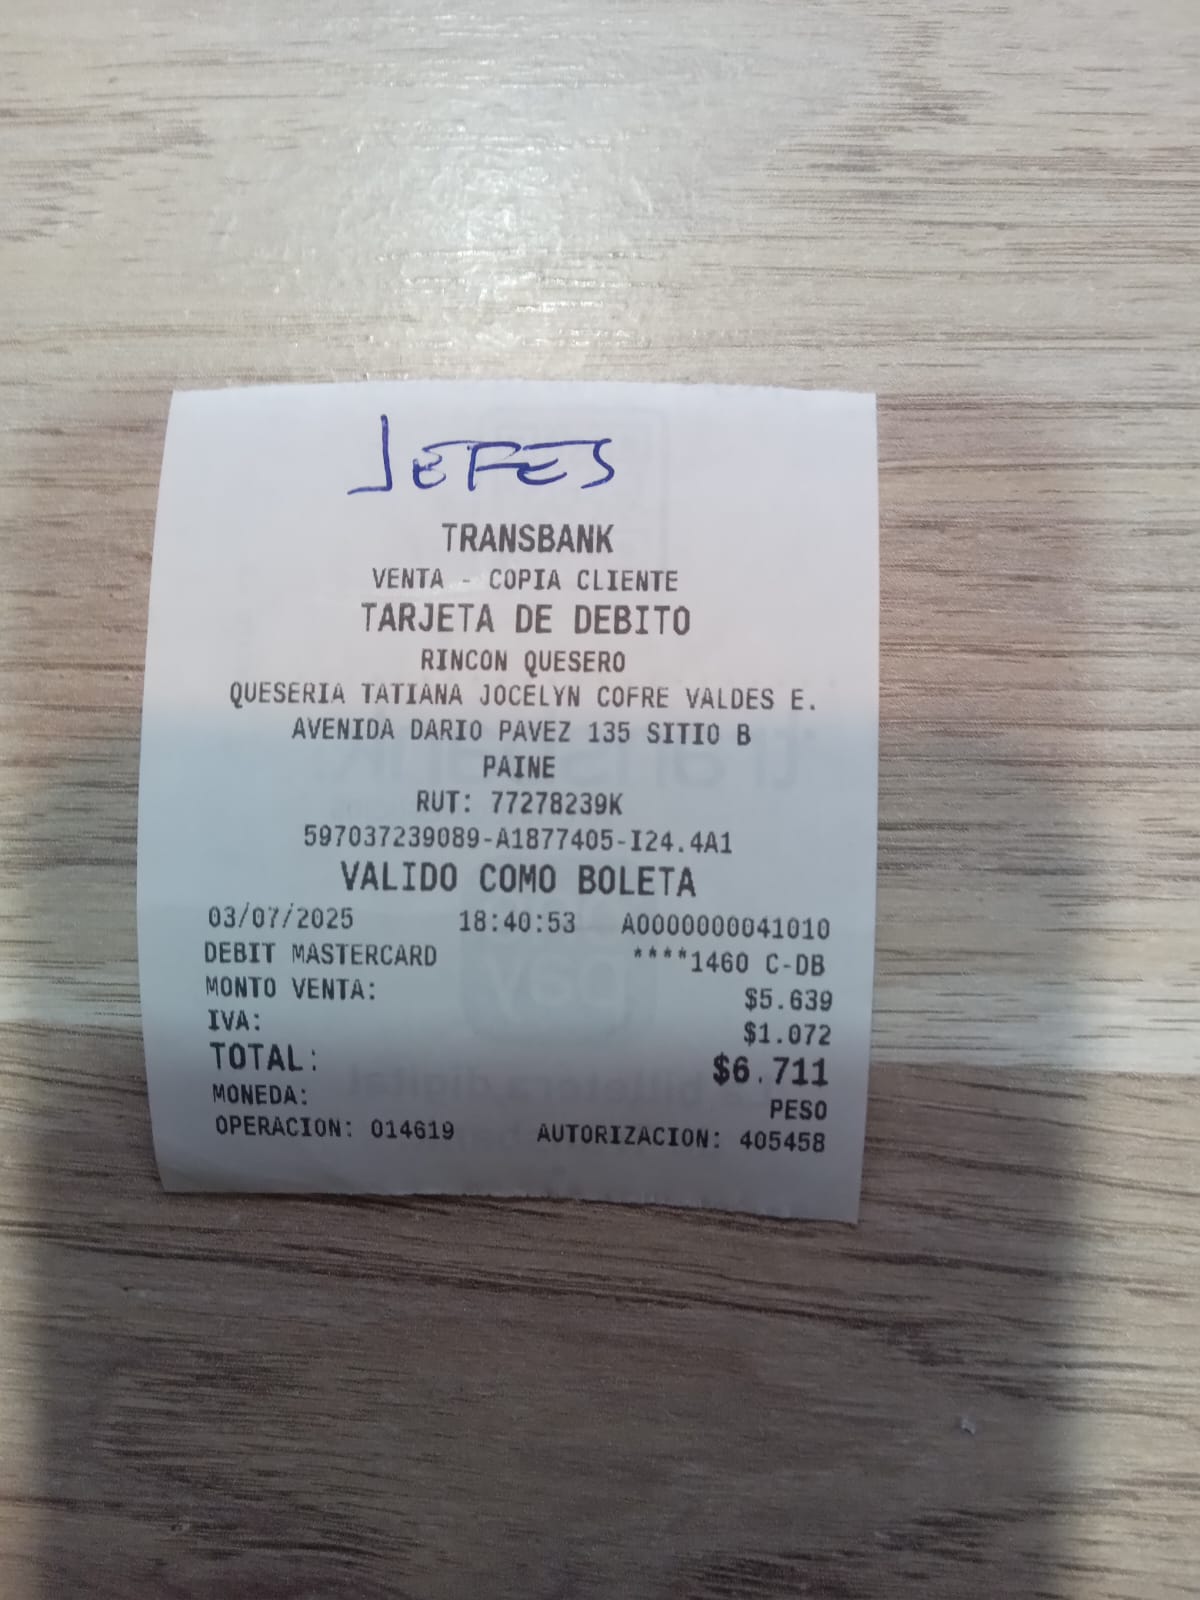 JEFES
TRANSBANK
VENTA - COPIA CLIENTE
TARJETA DE DEBITO
RINCON QUESERO
QUESERIA TATIANA JOCELYN COFRE VALDES E.
AVENIDA DARIO PAVEZ 135 SITIO B
PAINE
RUT: 77278239K
597037239089-A1877405-I24.4A1
VALIDO COMO BOLETA
03/07/2025 18:40:53 A0000000041010
DEBIT MASTERCARD ****1460 C-DB
MONTO VENTA: $5.639
IVA: $1.072
TOTAL: $6.711
MONEDA: PESO
OPERACION: 014619 AUTORIZACION: 405458